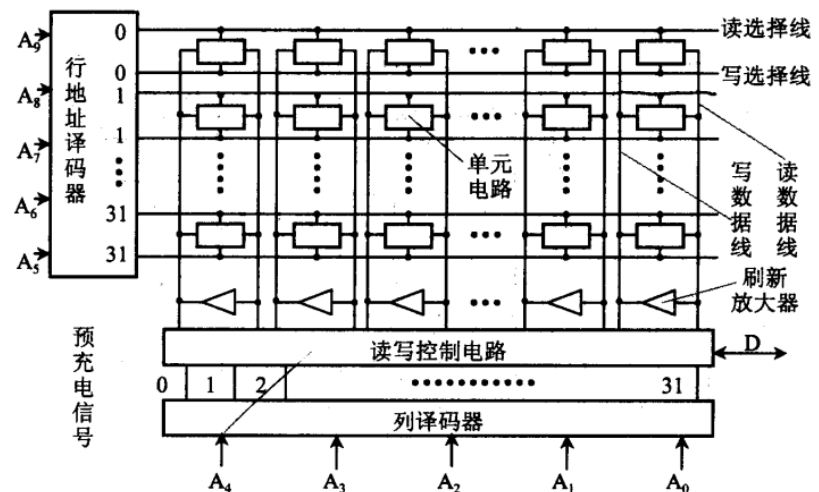 A₉
A₈
A₇
A₆
A₅
行地址译码器
0
0
1
1
31
31
读选择线
写选择线
单元
电路
写数据线
读数据线
刷新
放大器
预充电信号
读写控制电路
D
0
1
2
31
列译码器
A₄
A₃
A₂
A₁
A₀